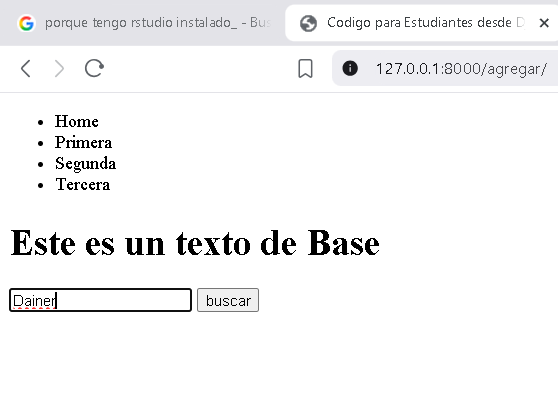 porque tengo rstudio instalado_ - Bus
Codigo para Estudiantes desde D
127.0.0.1:8000/agregar/
Home
Primera
Segunda
Tercera
Este es un texto de Base
Dainer buscar